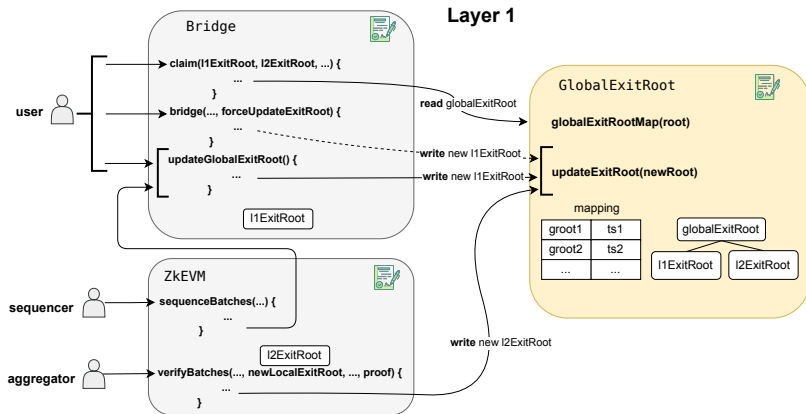 Layer 1
Bridge
claim(l1ExitRoot, l2ExitRoot, ...) {
...
}
bridge(..., forceUpdateExitRoot) {
...
}
updateGlobalExitRoot() {
...
}
l1ExitRoot
user
read globalExitRoot
write new l1ExitRoot
write new l1ExitRoot
GlobalExitRoot
globalExitRootMap(root)
updateExitRoot(newRoot)
mapping
groot1 ts1
groot2 ts2
... ...
globalExitRoot
l1ExitRoot
l2ExitRoot
ZkEVM
sequencer
sequenceBatches(...) {
...
}
l2ExitRoot
write new l2ExitRoot
aggregator
verifyBatches(..., newLocalExitRoot, ..., proof) {
...
}